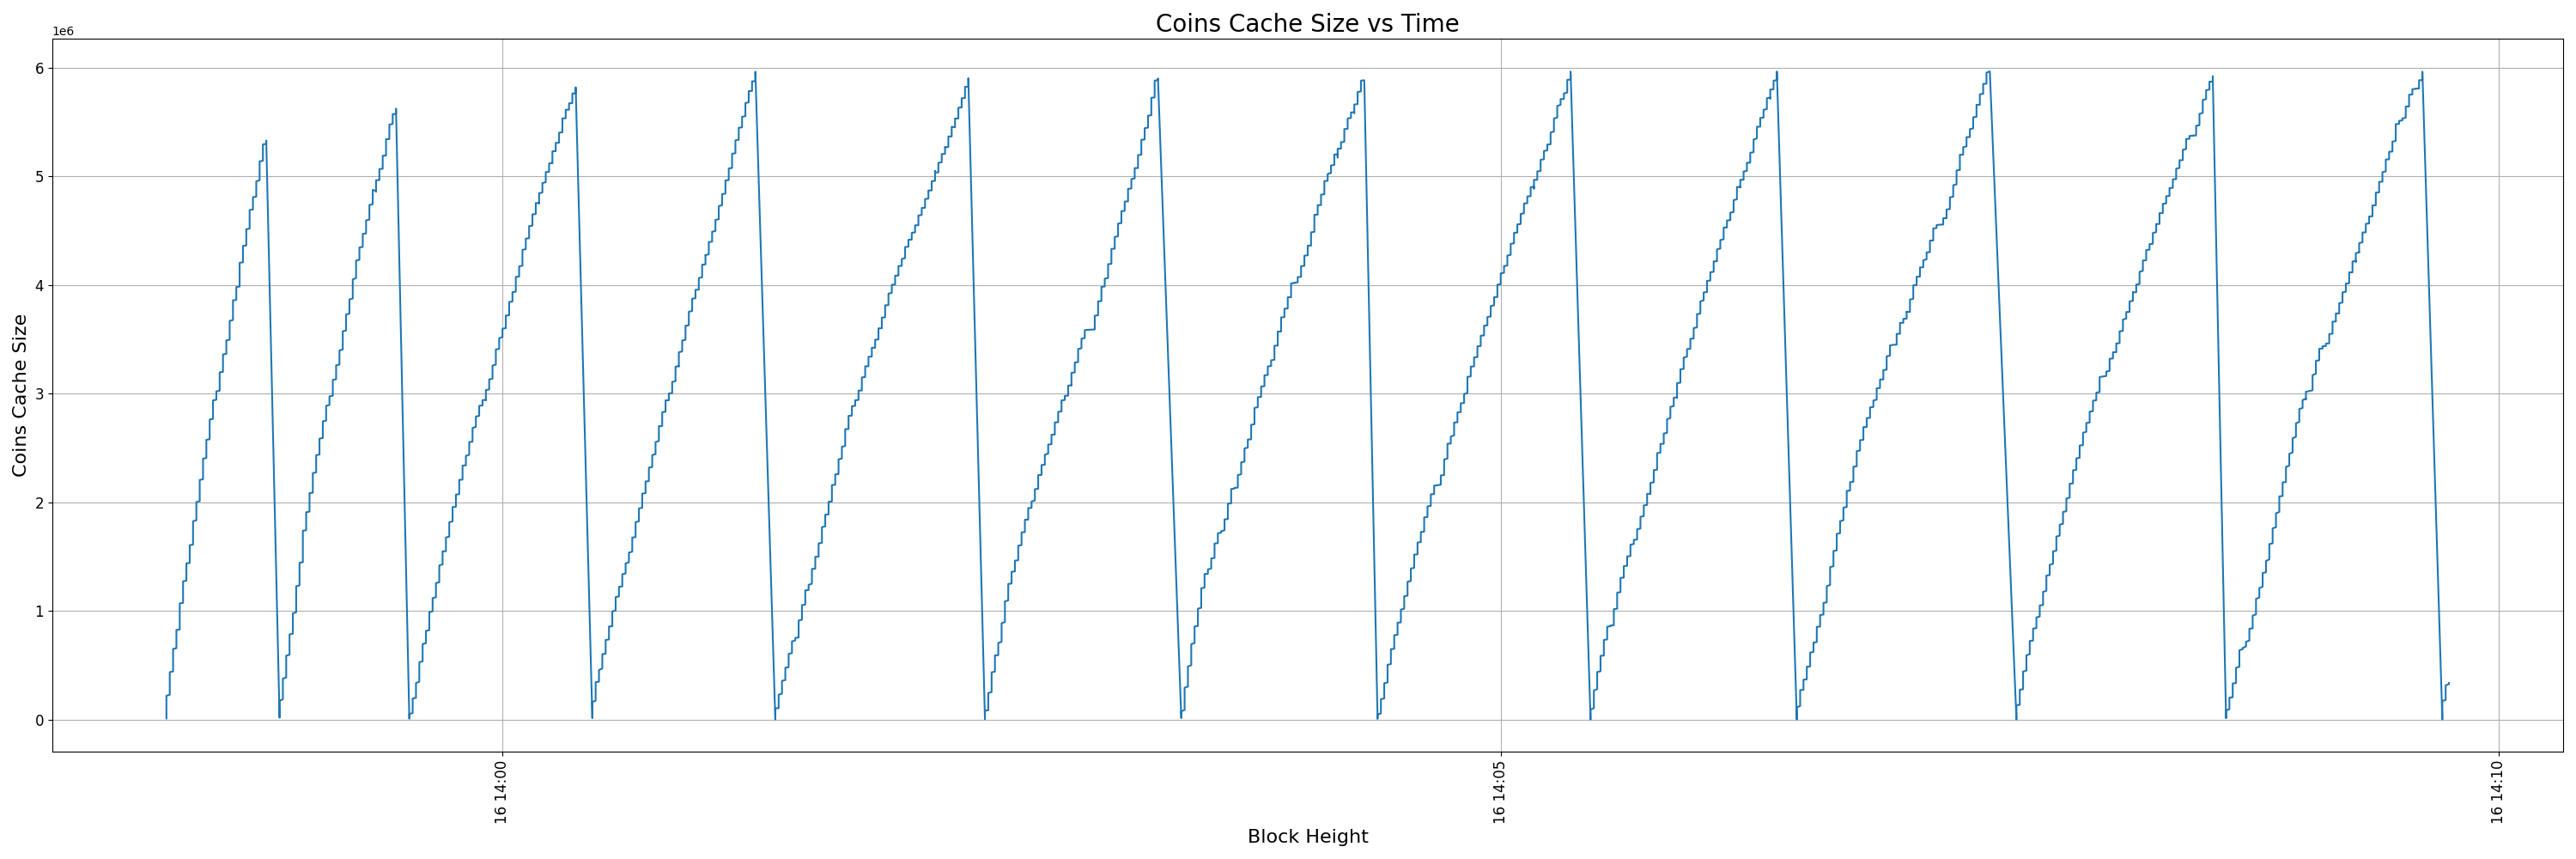 Coins Cache Size vs Time
1e6
6
5
4
3
2
1
0
Coins Cache Size
16 14:00
16 14:05
16 14:10
Block Height